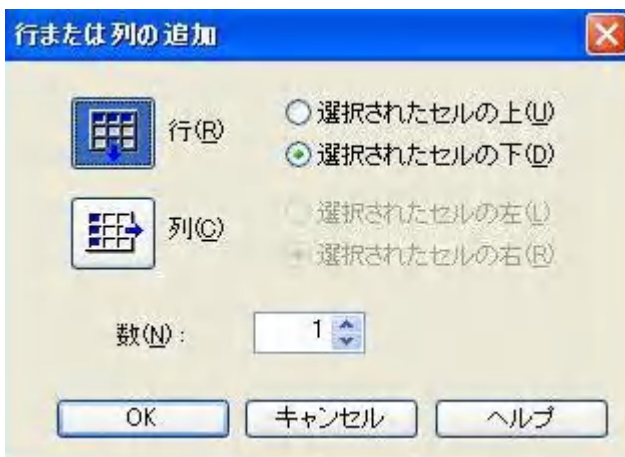 行または列の追加
行(R)
選択されたセルの上(U)
選択されたセルの下(D)
列(C)
選択されたセルの左(L)
選択されたセルの右(R)
数(N):
1
OK
キャンセル
ヘルプ